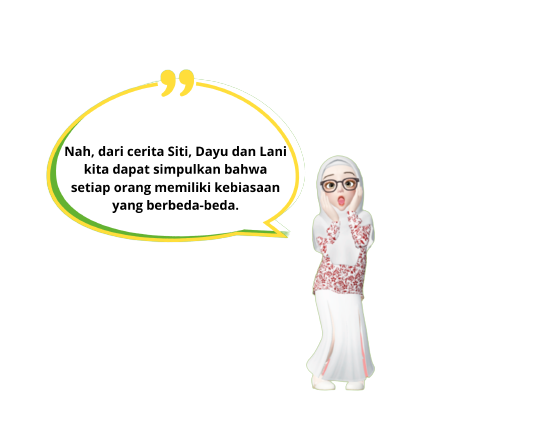 Nah, dari cerita Siti, Dayu dan Lani
kita dapat simpulkan bahwa
setiap orang memiliki kebiasaan
yang berbeda-beda.